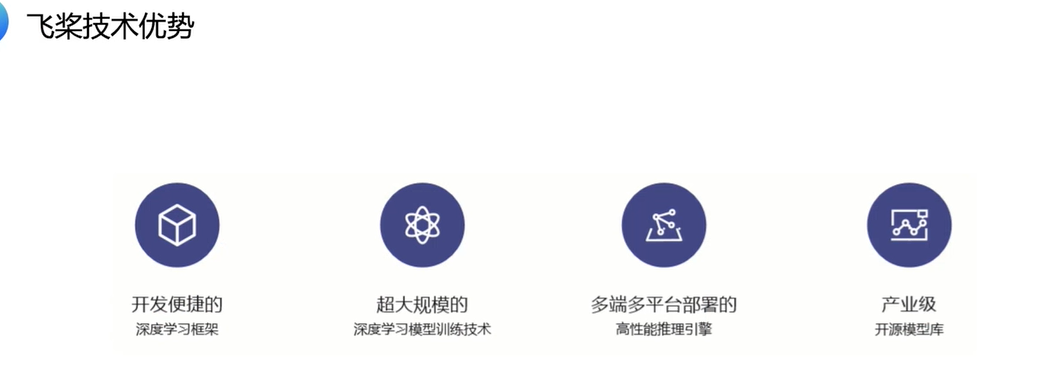 飞桨技术优势
开发便捷的
深度学习框架
超大规模的
深度学习模型训练技术
多端多平台部署的
高性能推理引擎
产业级
开源模型库